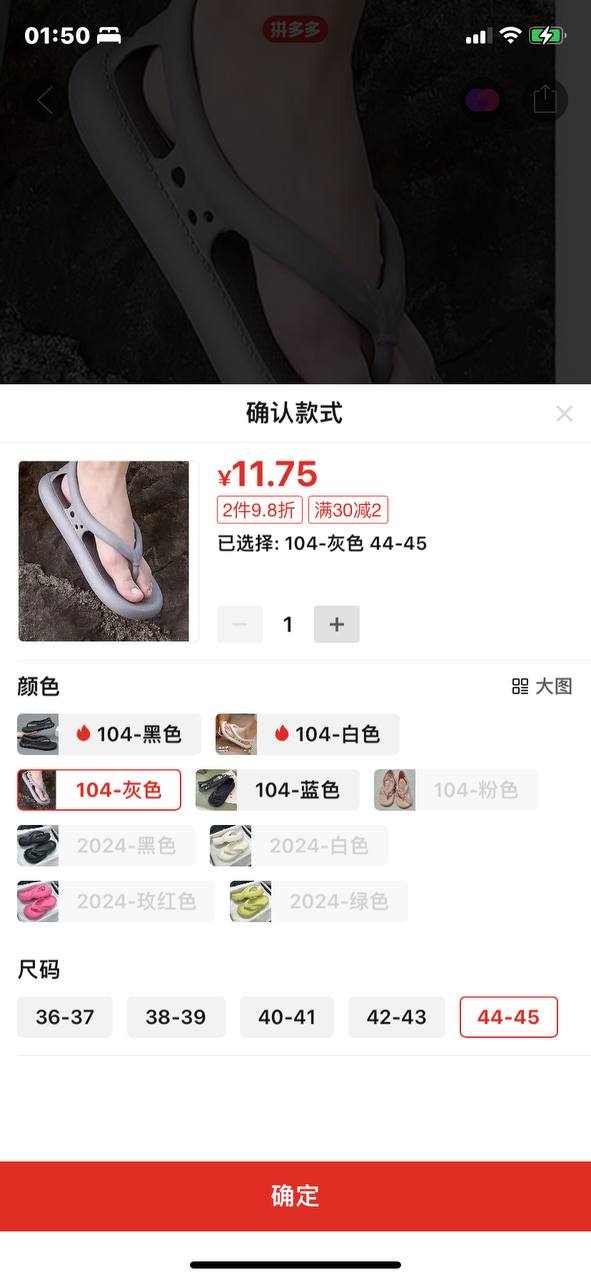 01:50
拼多多
确认款式
¥11.75
2件9.8折 满30减2
已选择: 104-灰色 44-45
1
颜色 大图
104-黑色 104-白色
104-灰色 104-蓝色 104-粉色
2024-黑色 2024-白色
2024-玫红色 2024-绿色
尺码
36-37 38-39 40-41 42-43 44-45
确定